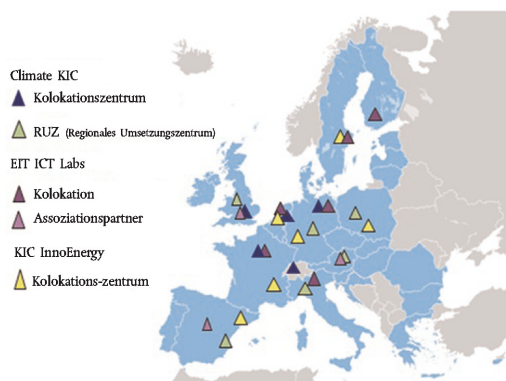 Climate KIC
Kolokationszentrum
RUZ (Regionales Umsetzungszentrum)
EIT ICT Labs
Kolokation
Assoziationspartner
KIC InnoEnergy
Kolokations-zentrum